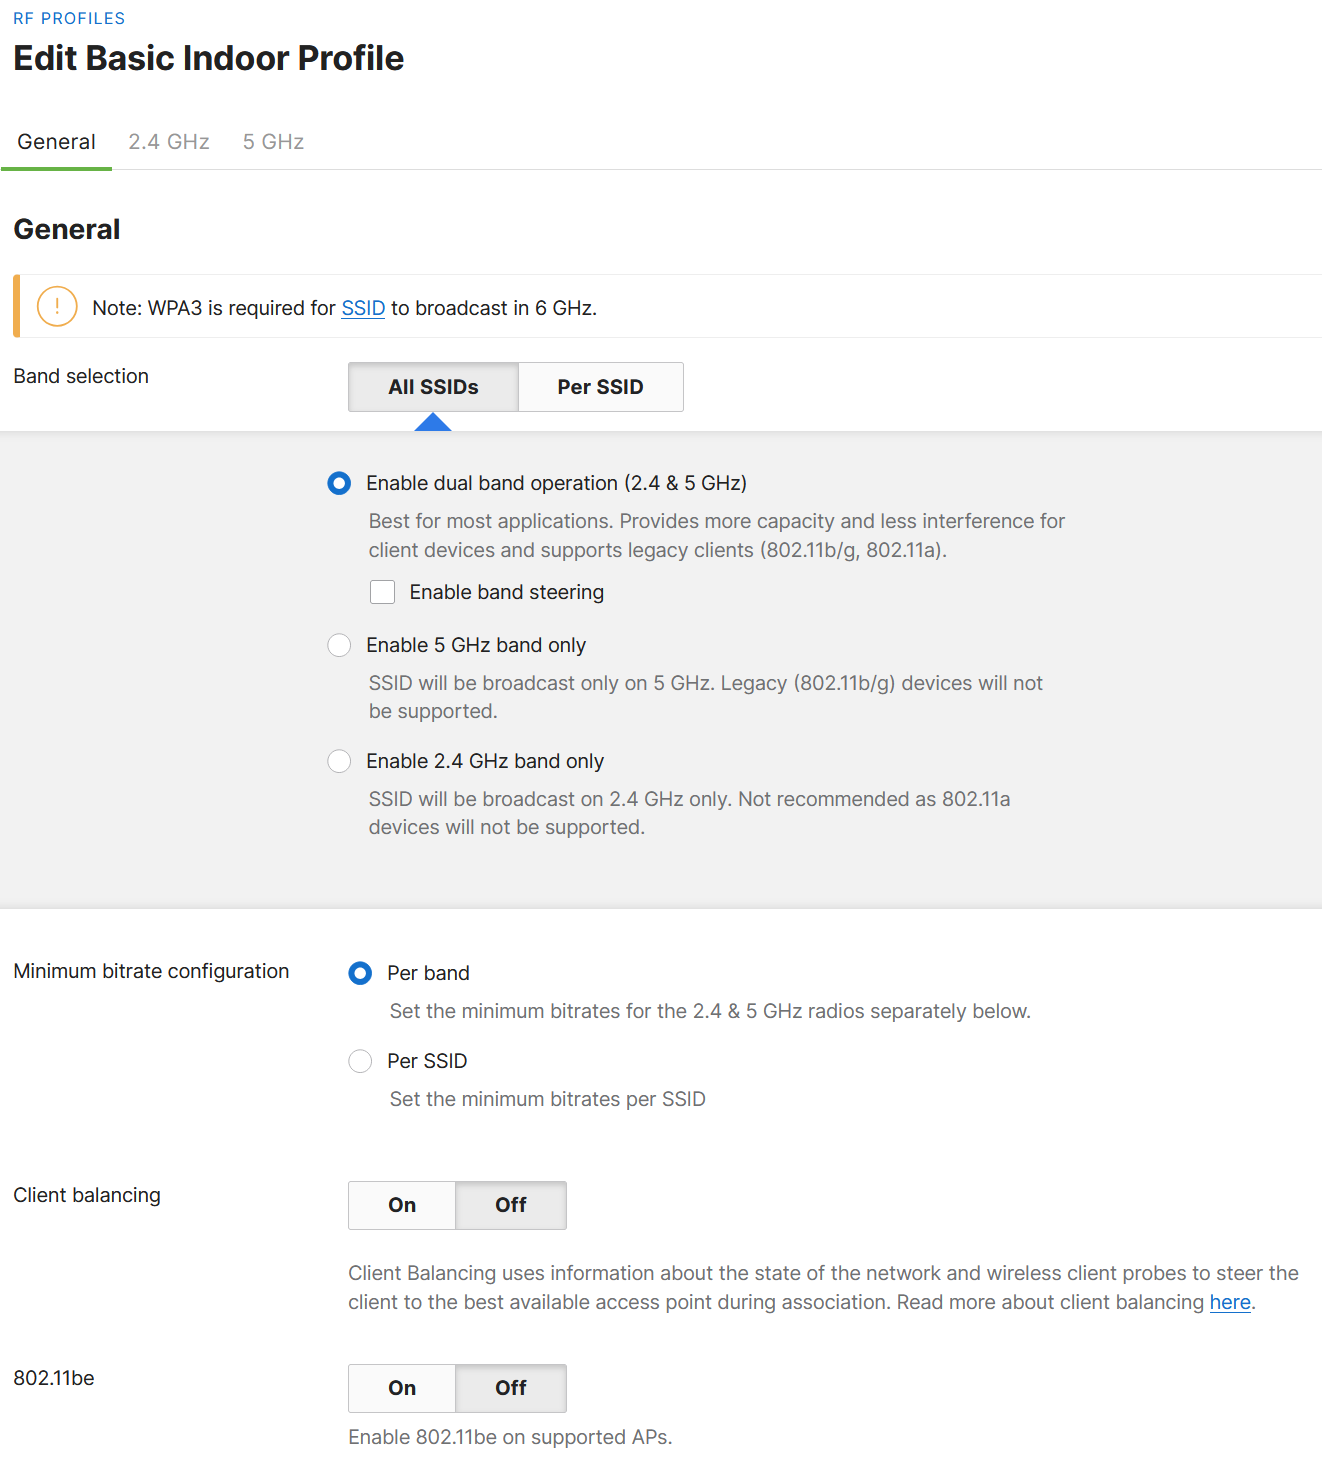 RF PROFILES
Edit Basic Indoor Profile
General 2.4 GHz 5 GHz
General
! Note: WPA3 is required for SSID to broadcast in 6 GHz.
Band selection All SSIDs Per SSID
Enable dual band operation (2.4 & 5 GHz)
Best for most applications. Provides more capacity and less interference for
client devices and supports legacy clients (802.11b/g, 802.11a).
Enable band steering
Enable 5 GHz band only
SSID will be broadcast only on 5 GHz. Legacy (802.11b/g) devices will not
be supported.
Enable 2.4 GHz band only
SSID will be broadcast on 2.4 GHz only. Not recommended as 802.11a
devices will not be supported.
Minimum bitrate configuration Per band
Set the minimum bitrates for the 2.4 & 5 GHz radios separately below.
Per SSID
Set the minimum bitrates per SSID
Client balancing On Off
Client Balancing uses information about the state of the network and wireless client probes to steer the
client to the best available access point during association. Read more about client balancing here.
802.11be On Off
Enable 802.11be on supported APs.